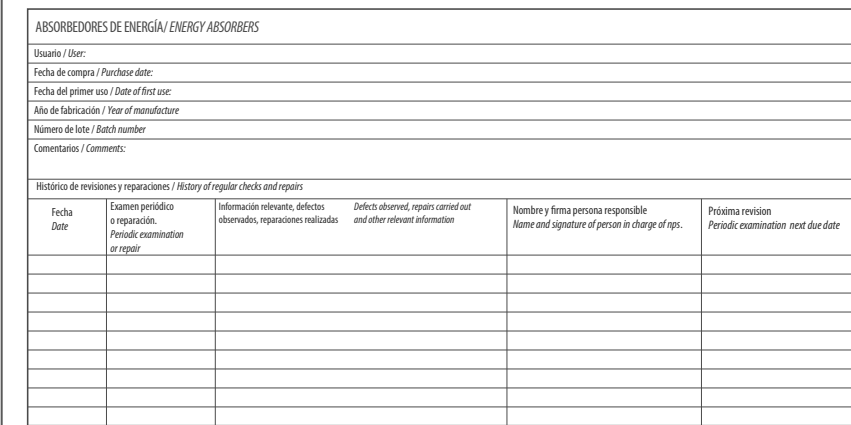 ABSORBEDORES DE ENERGÍA/ ENERGY ABSORBERS
Usuario / User:
Fecha de compra / Purchase date:
Fecha del primer uso / Date of first use:
Año de fabricación / Year of manufacture
Número de lote / Batch number
Comentarios / Comments:
Histórico de revisiones y reparaciones / History of regular checks and repairs
Fecha
Date
Examen periódico
o reparación.
Periodic examination
or repair
Información relevante, defectos
observados, reparaciones realizadas
Defects observed, repairs carried out
and other relevant information
Nombre y firma persona responsible
Name and signature of person in charge of nps.
Próxima revision
Periodic examination next due date